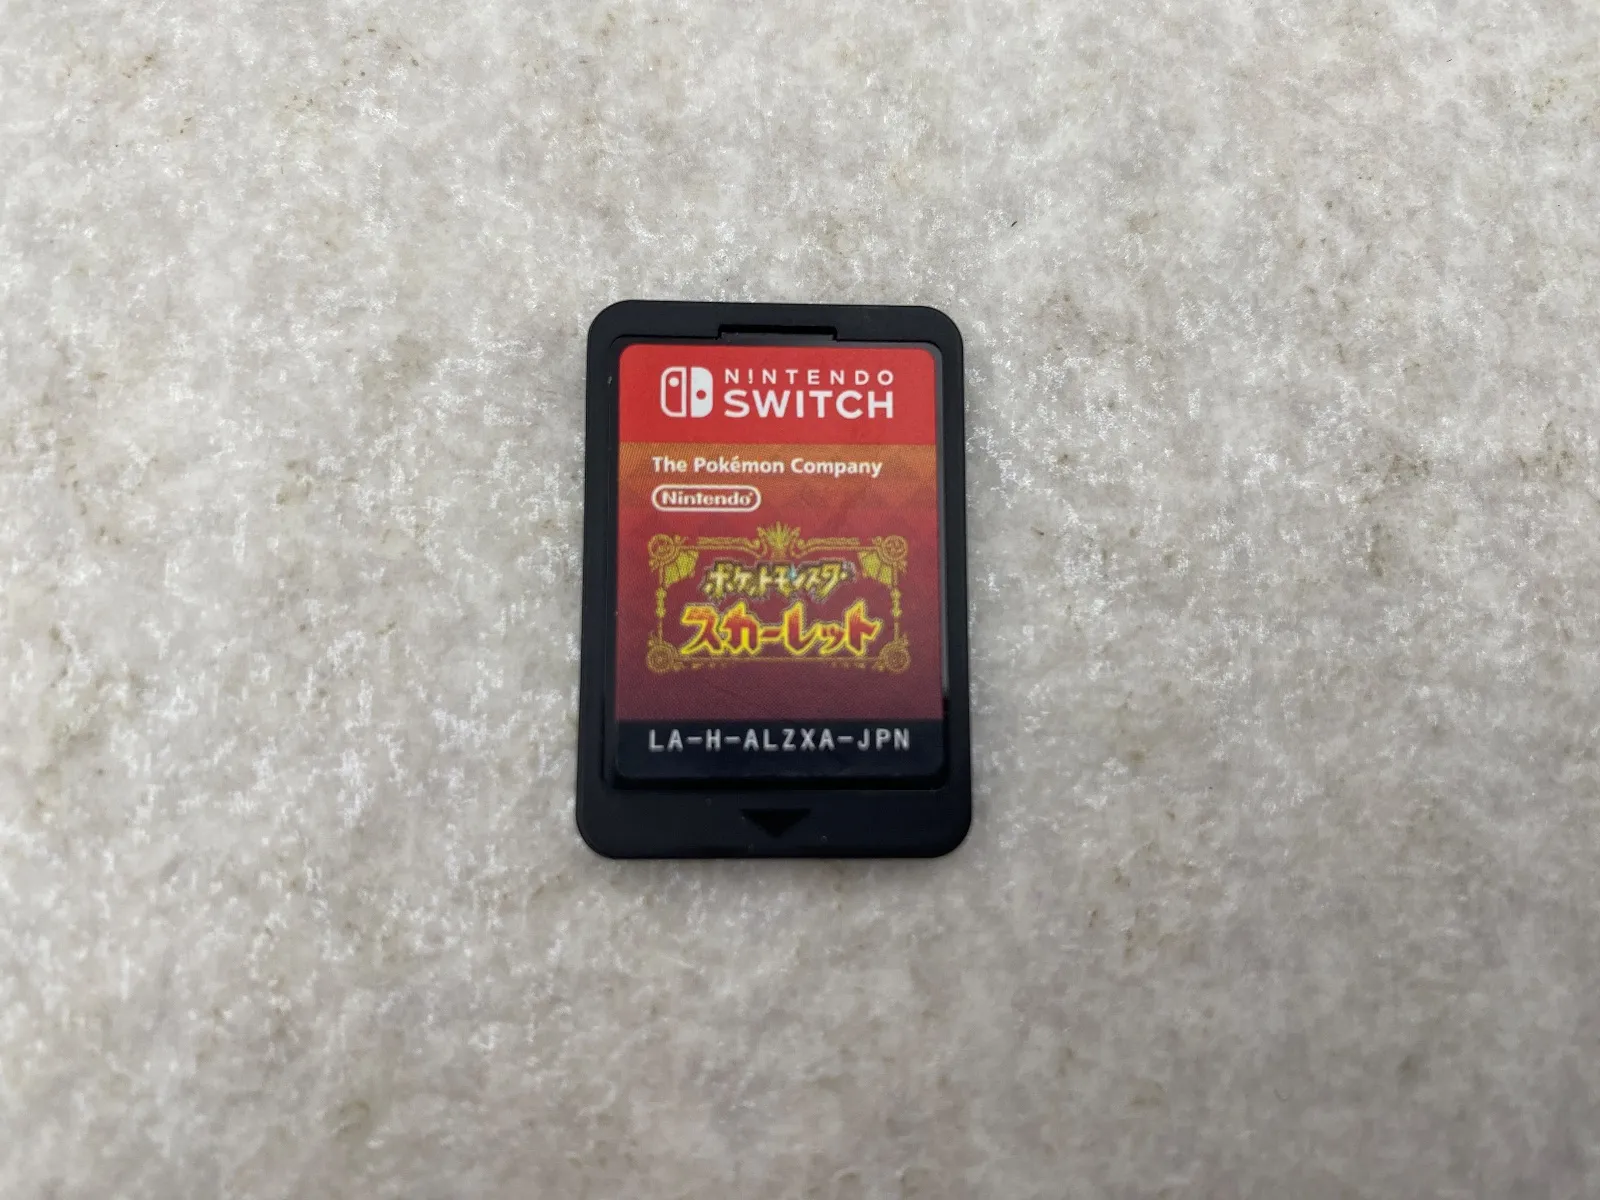 NINTENDO
SWITCH
The Pokémon Company
Nintendo
ポケットモンスター
スカーレット
LA-H-ALZXA-JPN